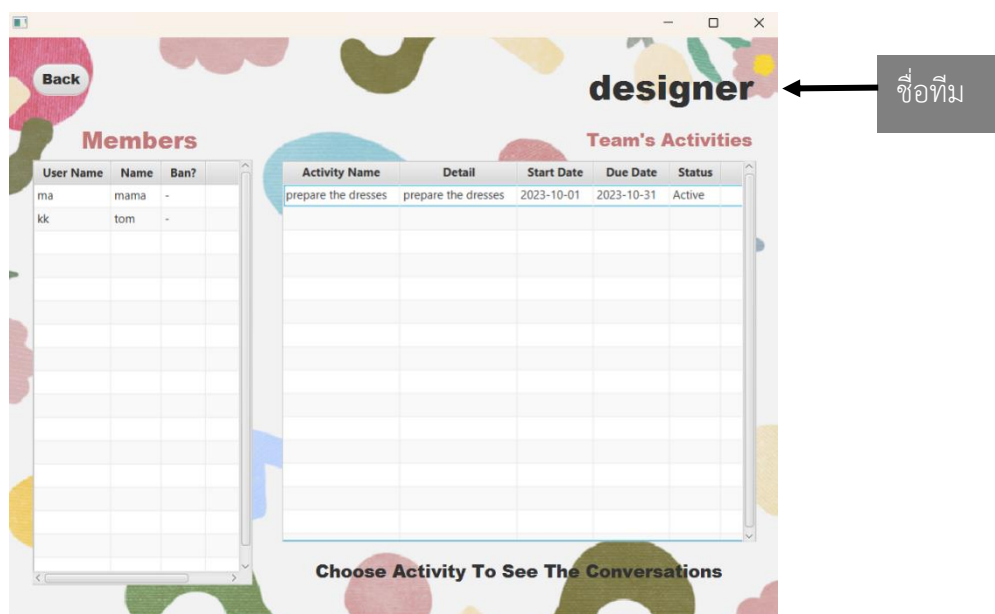 Back
designer
ชื่อทีม
Members
Team's Activities
User Name Name Ban?
ma mama -
kk tom -
Activity Name Detail Start Date Due Date Status
prepare the dresses prepare the dresses 2023-10-01 2023-10-31 Active
Choose Activity To See The Conversations